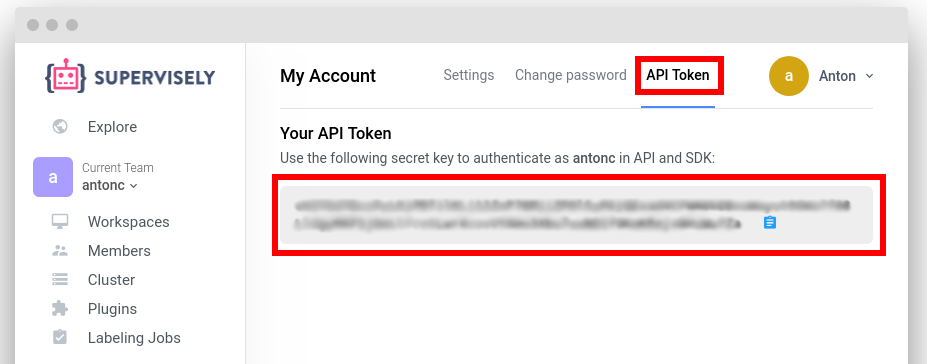 SUPERVISELY
My Account
Settings
Change password
API Token
a
Anton
Explore
a
Current Team
antonc
Workspaces
Members
Cluster
Plugins
Labeling Jobs
Your API Token
Use the following secret key to authenticate as antonc in API and SDK: